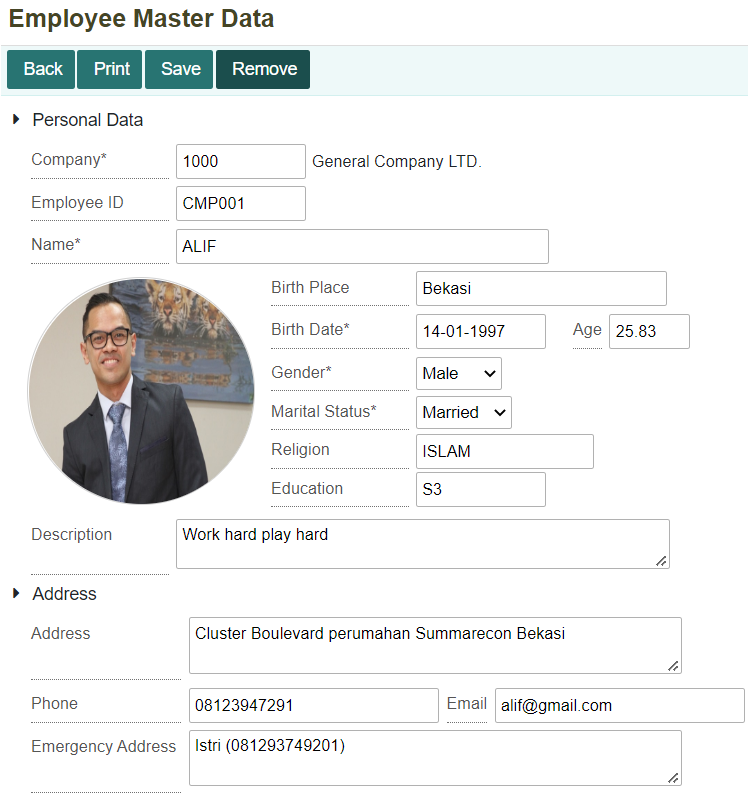 Employee Master Data
Back Print Save Remove
Personal Data
Company* 1000 General Company LTD.
Employee ID CMP001
Name* ALIF
Birth Place Bekasi
Birth Date* 14-01-1997 Age 25.83
Gender* Male
Marital Status* Married
Religion ISLAM
Education S3
Description Work hard play hard
Address
Address Cluster Boulevard perumahan Summarecon Bekasi
Phone 08123947291 Email alif@gmail.com
Emergency Address Istri (081293749201)